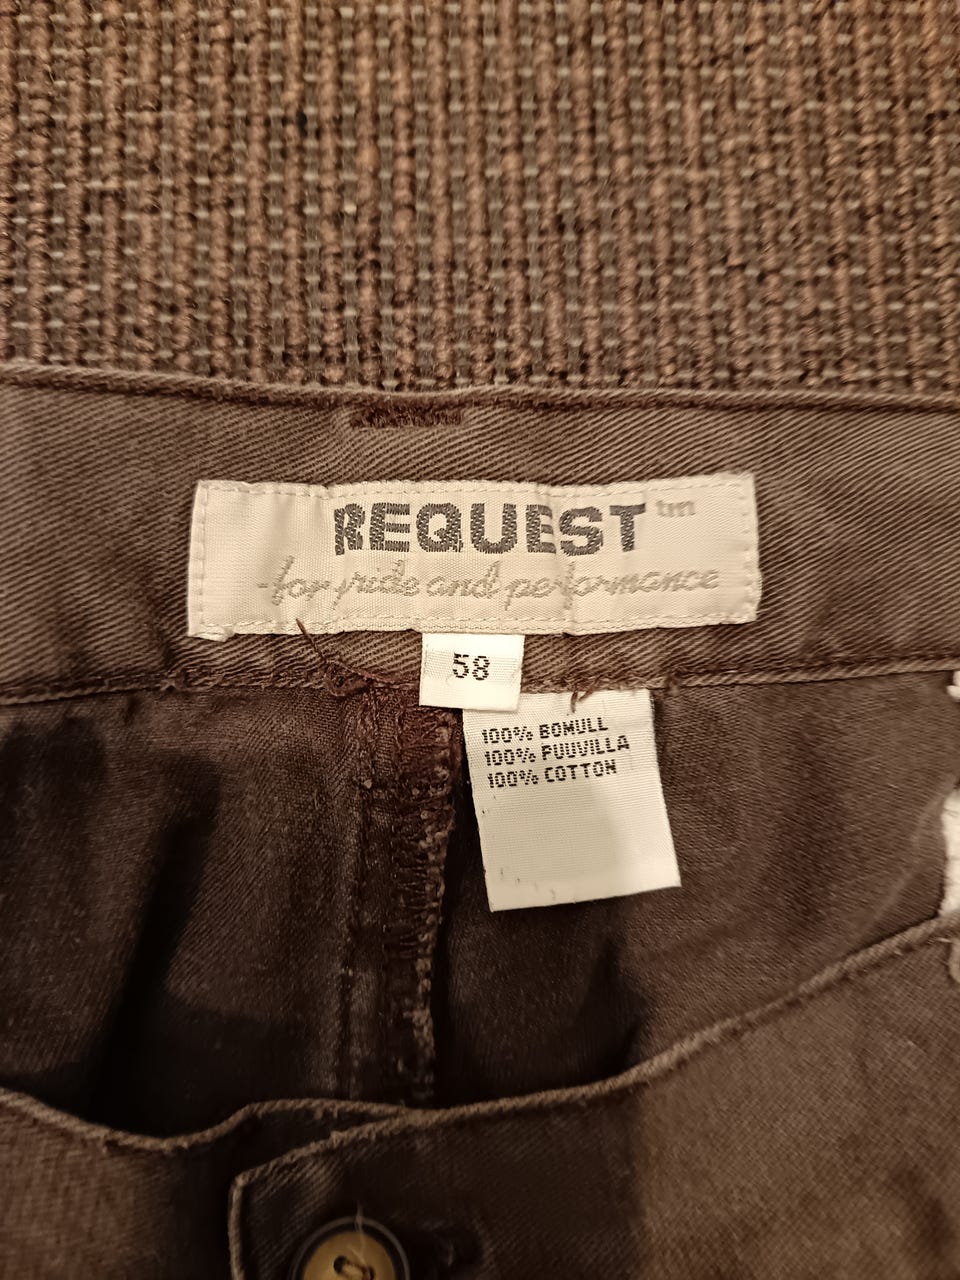 REQUEST tm
-for pride and performance
58
100% BOMULL
100% PUUVILLA
100% COTTON